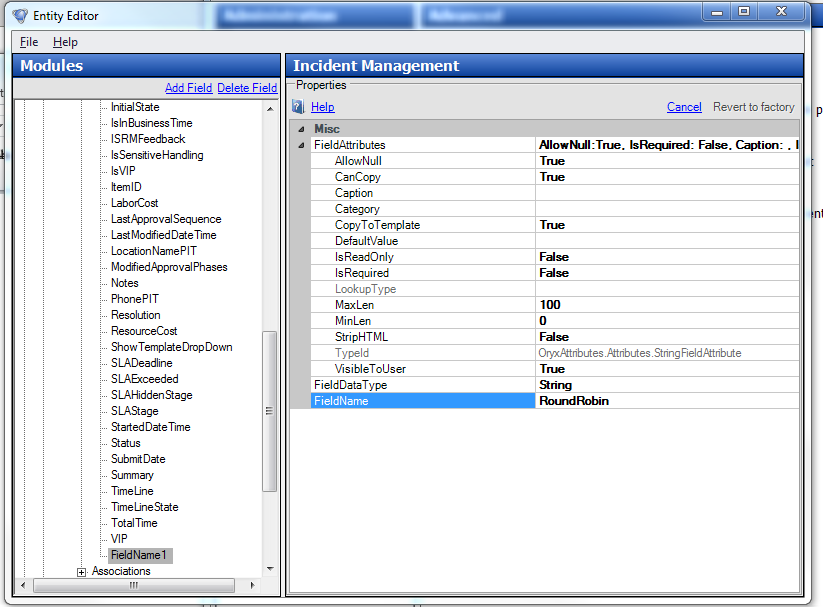 Entity Editor
Administration
Advanced
File Help
Modules
Add Field Delete Field
InitialState
IsInBusinessTime
ISRMFeedback
IsSensitiveHandling
IsVIP
ItemID
LaborCost
LastApprovalSequence
LastModifiedDateTime
LocationNamePIT
ModifiedApprovalPhases
Notes
PhonePIT
Resolution
ResourceCost
ShowTemplateDropDown
SLADeadline
SLAExceeded
SLAHiddenStage
SLAStage
StartedDateTime
Status
SubmitDate
Summary
TimeLine
TimeLineState
TotalTime
VIP
FieldName1
Associations
Incident Management
Properties
Help Cancel Revert to factory
Misc
FieldAttributes AllowNull:True, IsRequired: False, Caption: , I
AllowNull True
CanCopy True
Caption
Category
CopyToTemplate True
DefaultValue
IsReadOnly False
IsRequired False
LookupType
MaxLen 100
MinLen 0
StripHTML False
TypeId OryxAttributes.Attributes.StringFieldAttribute
VisibleToUser True
FieldDataType String
FieldName RoundRobin